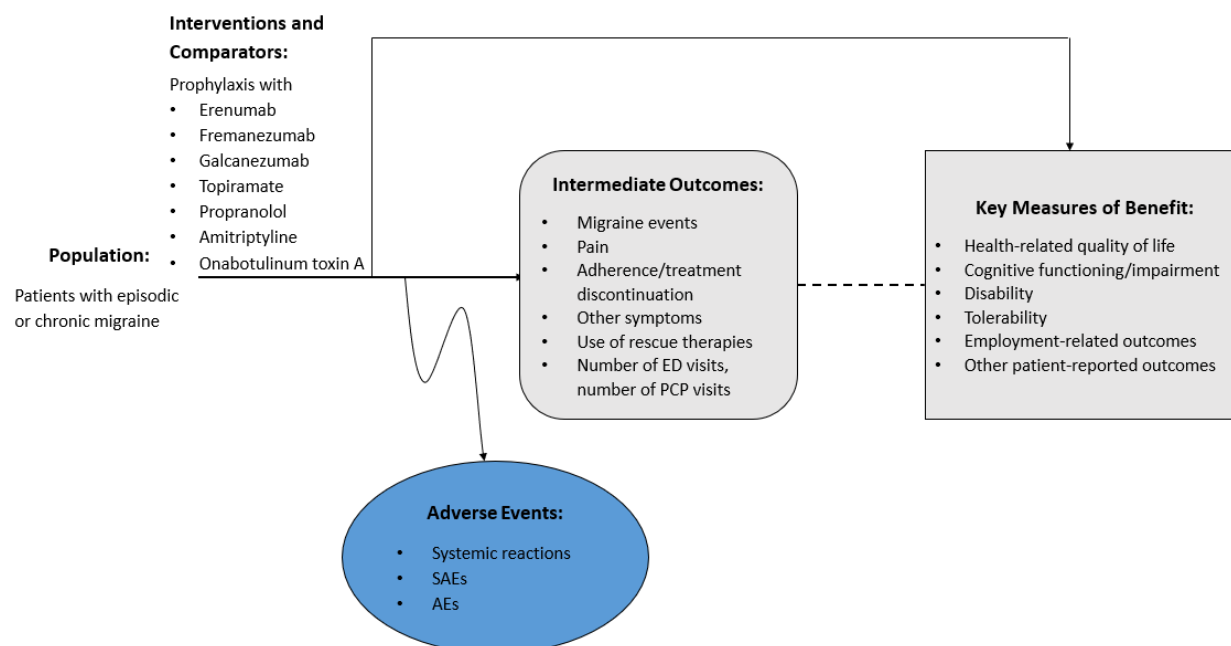 Interventions and
Comparators:
Prophylaxis with
• Erenumab
• Fremanezumab
• Galcanezumab
• Topiramate
• Propranolol
• Amitriptyline
• Onabotulinum toxin A
Population:
Patients with episodic
or chronic migraine
Intermediate Outcomes:
• Migraine events
• Pain
• Adherence/treatment
discontinuation
• Other symptoms
• Use of rescue therapies
• Number of ED visits,
number of PCP visits
Key Measures of Benefit:
• Health-related quality of life
• Cognitive functioning/impairment
• Disability
• Tolerability
• Employment-related outcomes
• Other patient-reported outcomes
Adverse Events:
• Systemic reactions
• SAEs
• AEs